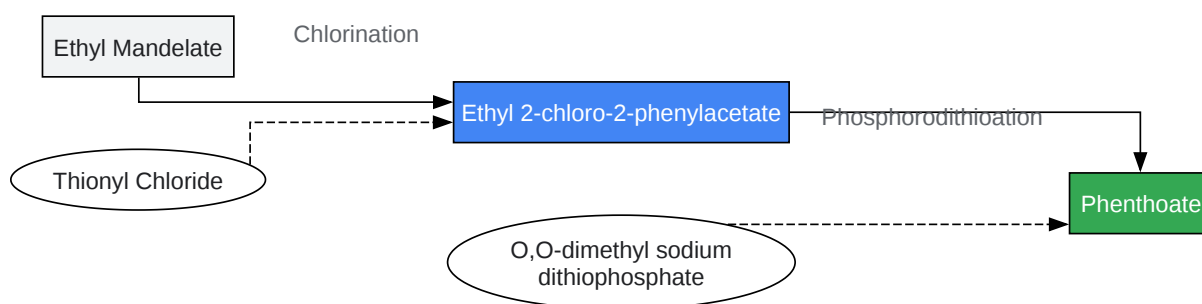 Chlorination
Ethyl Mandelate
Ethyl 2-chloro-2-phenylacetate
Phosphorodithioation
Thionyl Chloride
Phenthoate
O,O-dimethyl sodium
dithiophosphate